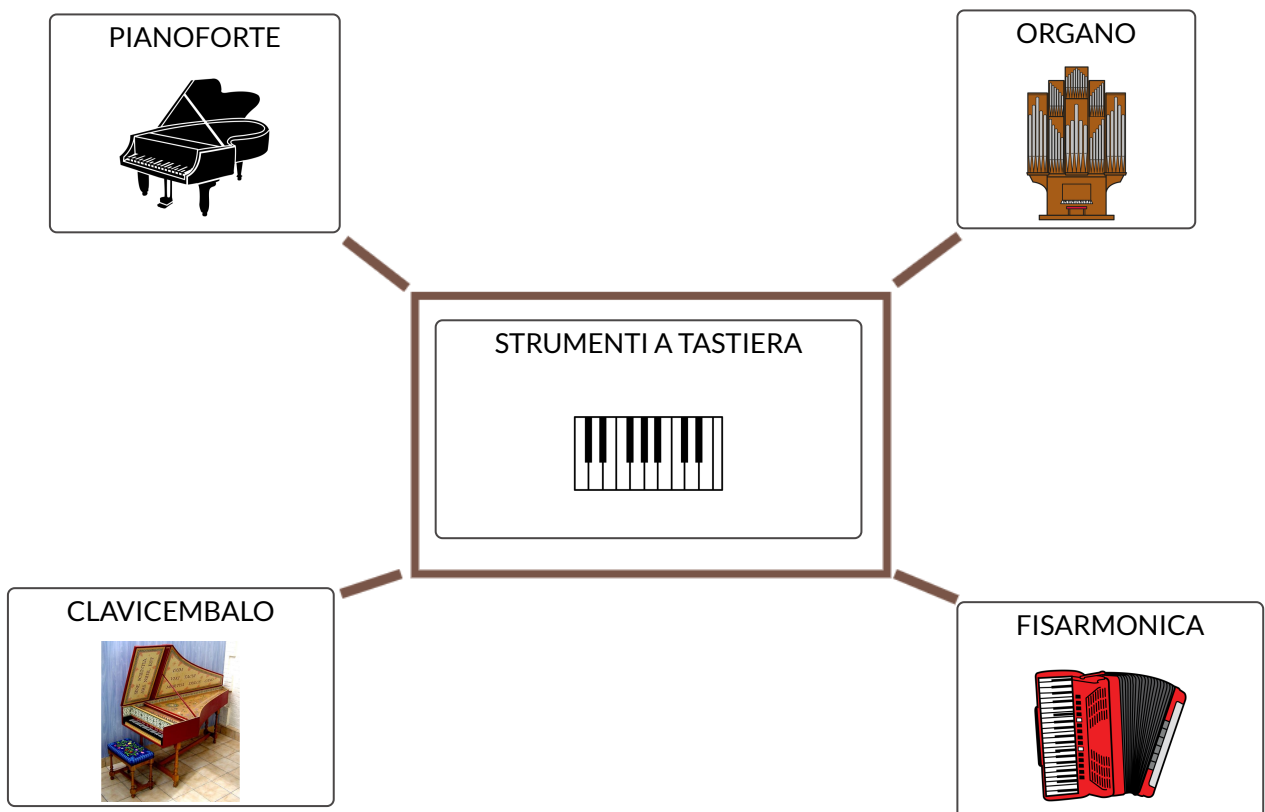 PIANOFORTE
ORGANO
STRUMENTI A TASTIERA
CLAVICEMBALO
FISARMONICA